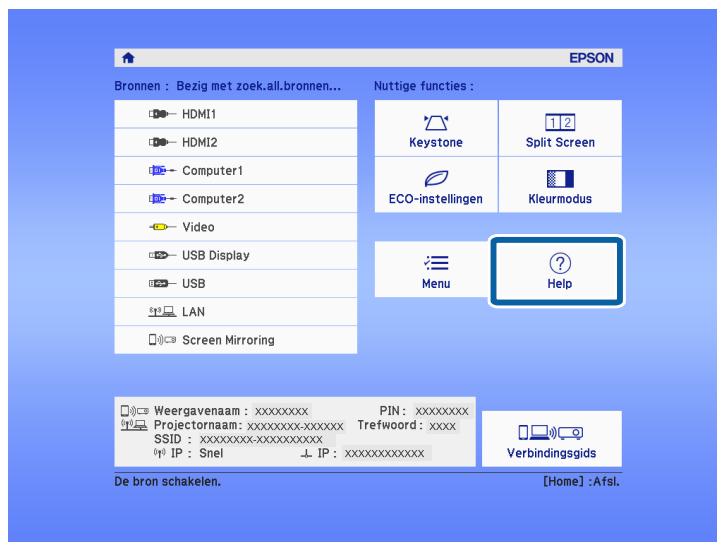 EPSON
Bronnen : Bezig met zoek.all.bronnen...
HDMI1
HDMI2
Computer1
Computer2
Video
USB Display
USB
LAN
Screen Mirroring
Nuttige functies :
Keystone
1 2
Split Screen
ECO-instellingen
Kleurmodus
Menu
?
Help
Weergavenaam : XXXXXXXX PIN : XXXXXXXX
Projectornaam : XXXXXXXX-XXXXXX Trefwoord : XXXX
SSID : XXXXXXXX-XXXXXXXXXX
IP : Snel IP : XXXXXXXXXXXX
Verbindingsgids
De bron schakelen. [Home] :Afsl.